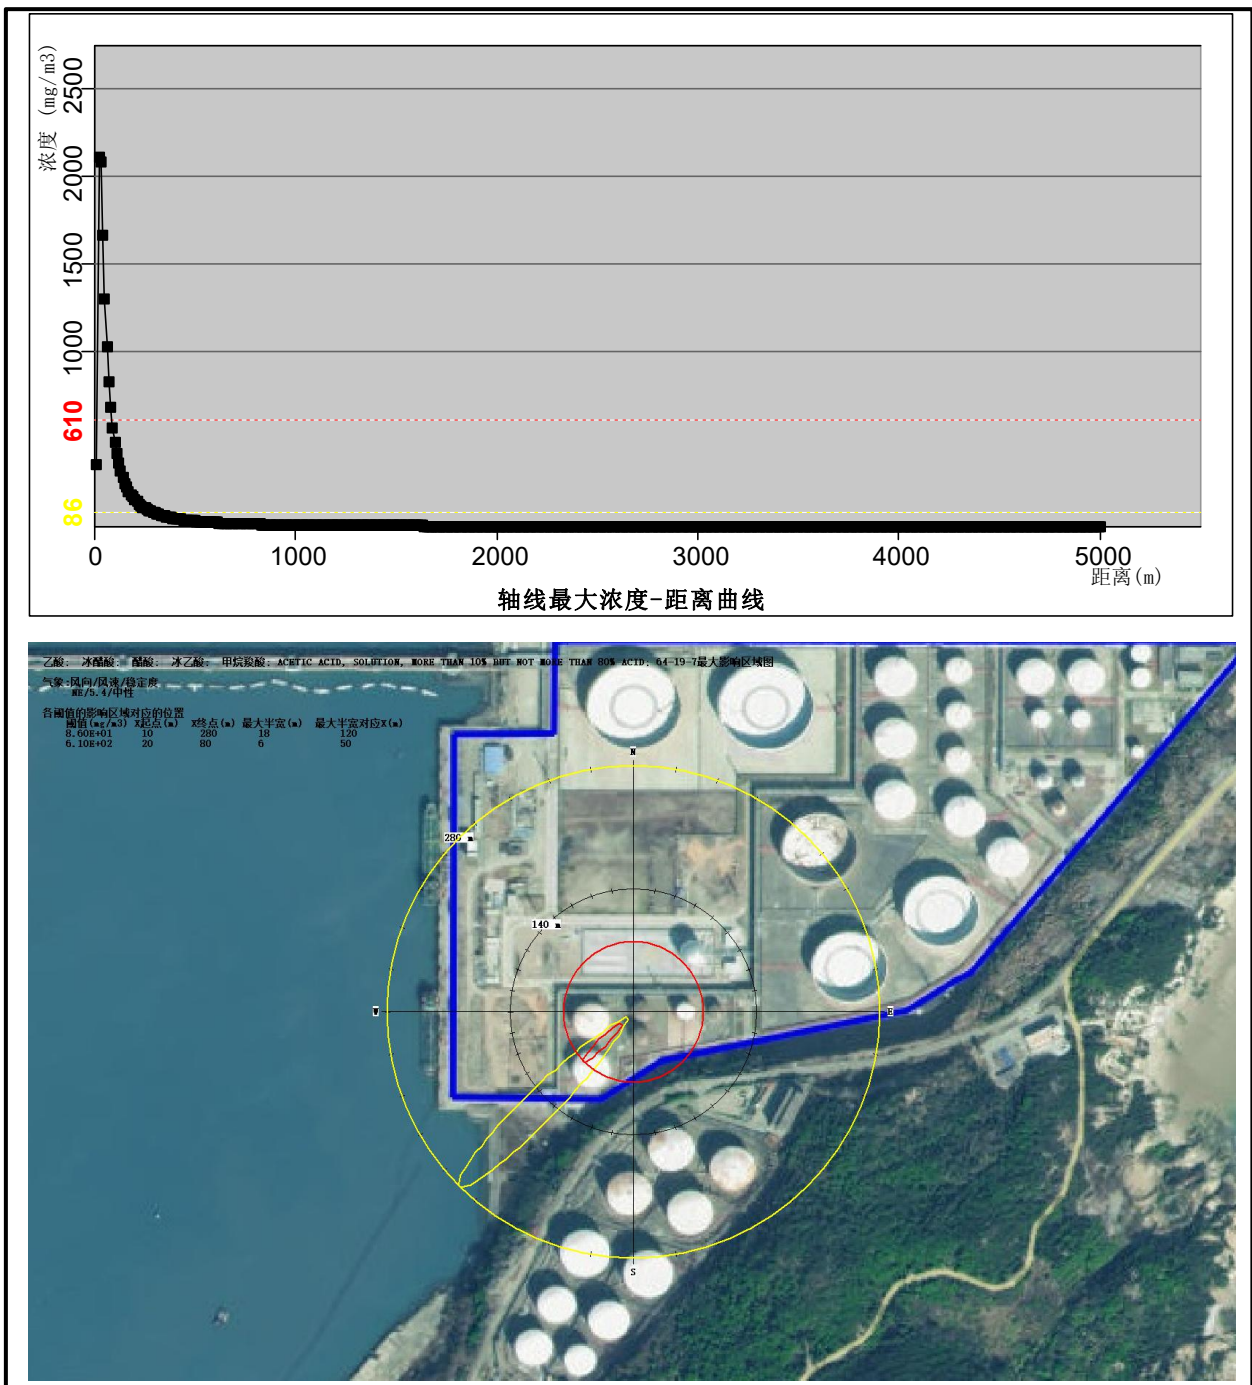 浓度 (mg/m3)
2500
2000
1500
1000
610
86
0 1000 2000 3000 4000 5000
距离(m)
轴线最大浓度-距离曲线
乙酸; 冰醋酸; 醋酸; 冰乙酸; 甲烷羧酸; ACETIC ACID, SOLUTION, MORE THAN 10% BUT NOT MORE THAN 80% ACID; 64-19-7最大影响区域图
气象:风向/风速/稳定度
NE/5.4/中性
各阈值的影响区域对应的位置
阈值(mg/m3) X起点(m) X终点(m) 最大半宽(m) 最大半宽对应X(m)
8.60E+01 10 280 18 120
6.10E+02 20 80 6 50
N
280 m
140 m
W
E
S